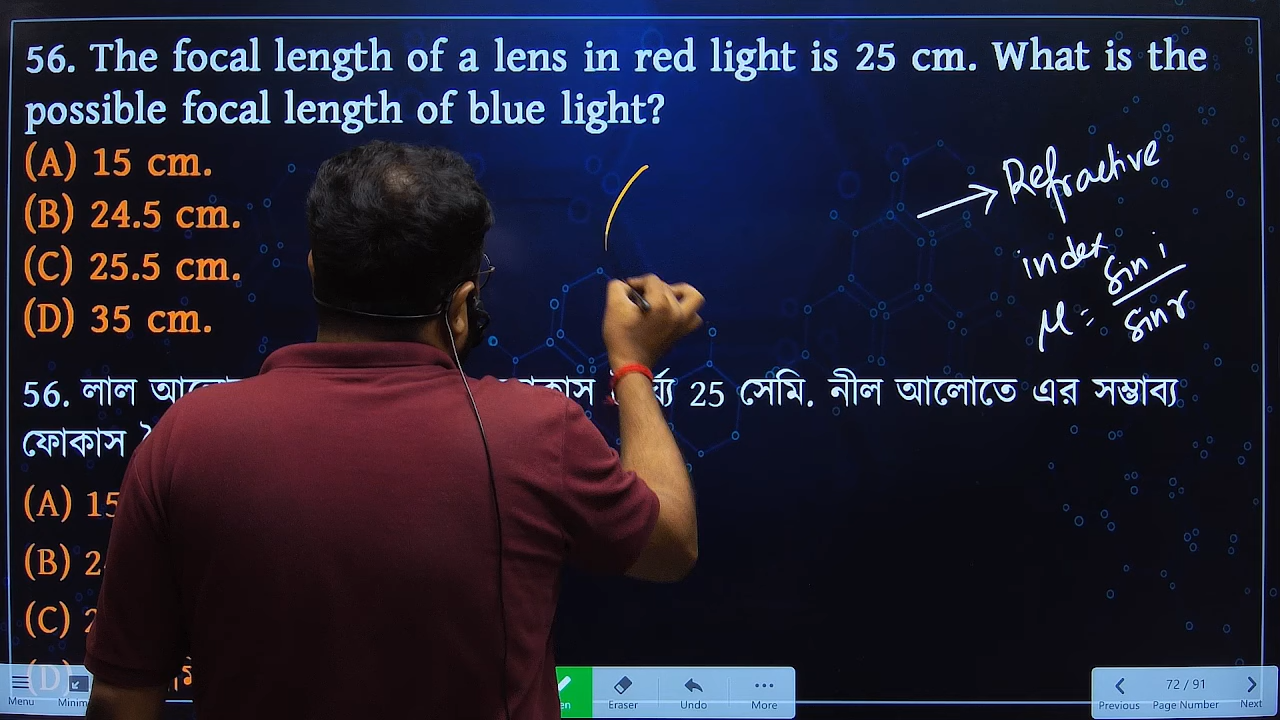 56. The focal length of a lens in red light is 25 cm. What is the
possible focal length of blue light?
(A) 15 cm.
(B) 24.5 cm.
(C) 25.5 cm.
(D) 35 cm.
Refractive
index
μ = sin i
sin r
56. লাল 25 সেমি. নীল আলোতে এর সম্ভাব্য
ফোকাস
(A) 15
(B)
(C)
(D)
Menu
Eraser
Undo
More
Previous
72 / 91
Page Number
Next